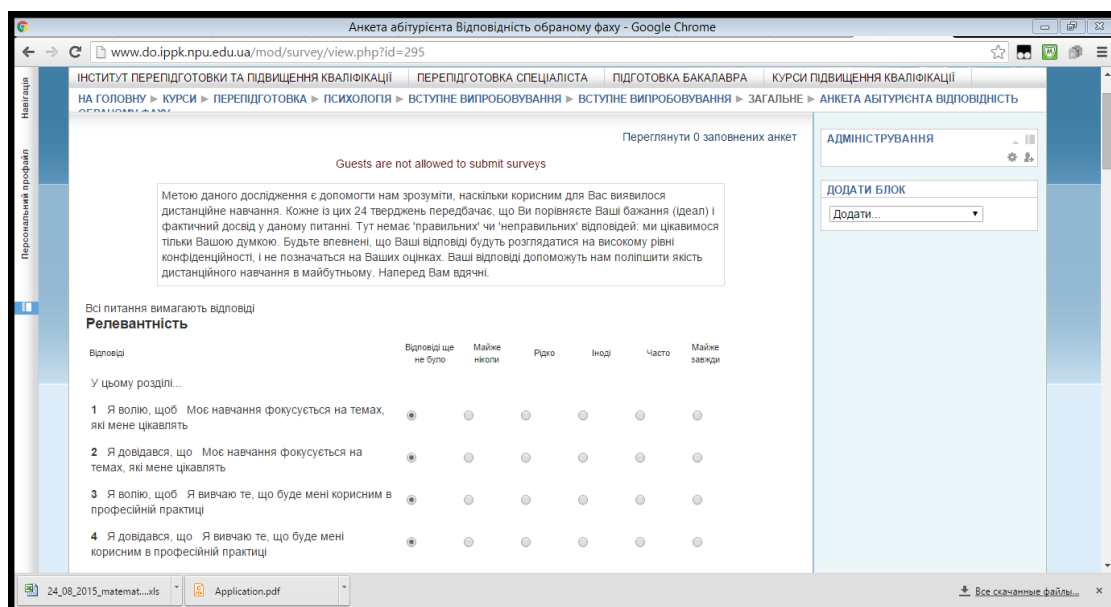 Анкета абітурієнта Відповідність обраному фаху - Google Chrome
www.do.ippk.npu.edu.ua/mod/survey/view.php?id=295
ІНСТИТУТ ПЕРЕПІДГОТОВКИ ТА ПІДВИЩЕННЯ КВАЛІФІКАЦІЇ ПЕРЕПІДГОТОВКА СПЕЦІАЛІСТА ПІДГОТОВКА БАКАЛАВРА КУРСИ ПІДВИЩЕННЯ КВАЛІФІКАЦІЇ
НА ГОЛОВНУ ► КУРСИ ► ПЕРЕПІДГОТОВКА ► ПСИХОЛОГІЯ ► ВСТУПНЕ ВИПРОБОВУВАННЯ ► ВСТУПНЕ ВИПРОБОВУВАННЯ ► ЗАГАЛЬНЕ ► АНКЕТА АБІТУРІЄНТА ВІДПОВІДНІСТЬ
ОБРАНОМУ ФАХУ
Навігація
Персональний профайл
Переглянути 0 заповнених анкет
Guests are not allowed to submit surveys
Метою даного дослідження є допомогти нам зрозуміти, наскільки корисним для Вас виявилося
дистанційне навчання. Кожне із цих 24 тверджень передбачає, що Ви порівняєте Ваші бажання (ідеал) і
фактичний досвід у даному питанні. Тут немає 'правильних' чи 'неправильних' відповідей: ми цікавимося
тільки Вашою думкою. Будьте впевнені, що Ваші відповіді будуть розглядатися на високому рівні
конфіденційності, і не позначаться на Ваших оцінках. Ваші відповіді допоможуть нам поліпшити якість
дистанційного навчання в майбутньому. Наперед Вам вдячні.
Всі питання вимагають відповіді
Релевантність
Відповіді Відповіді ще не було Майже ніколи Рідко Іноді Часто Майже завжди
У цьому розділі...
1 Я волію, щоб Моє навчання фокусується на темах,
які мене цікавлять
2 Я довідався, що Моє навчання фокусується на
темах, які мене цікавлять
3 Я волію, щоб Я вивчаю те, що буде мені корисним в
професійній практиці
4 Я довідався, що Я вивчаю те, що буде мені
корисним в професійній практиці
АДМІНІСТРУВАННЯ
ДОДАТИ БЛОК
Додати...
24_08_2015_matemat....xls
Application.pdf
Все скачанные файлы...